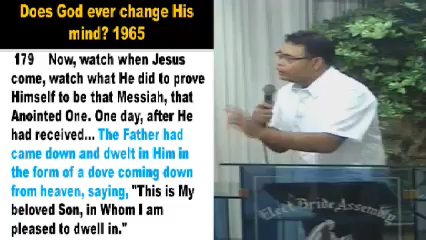 Does God ever change His
mind? 1965
179 Now, watch when Jesus
come, watch what He did to prove
Himself to be that Messiah, that
Anointed One. One day, after He
had received... The Father had
came down and dwelt in Him in
the form of a dove coming down
from heaven, saying, "This is My
beloved Son, in Whom I am
pleased to dwell in."
Elect Bride Assembly